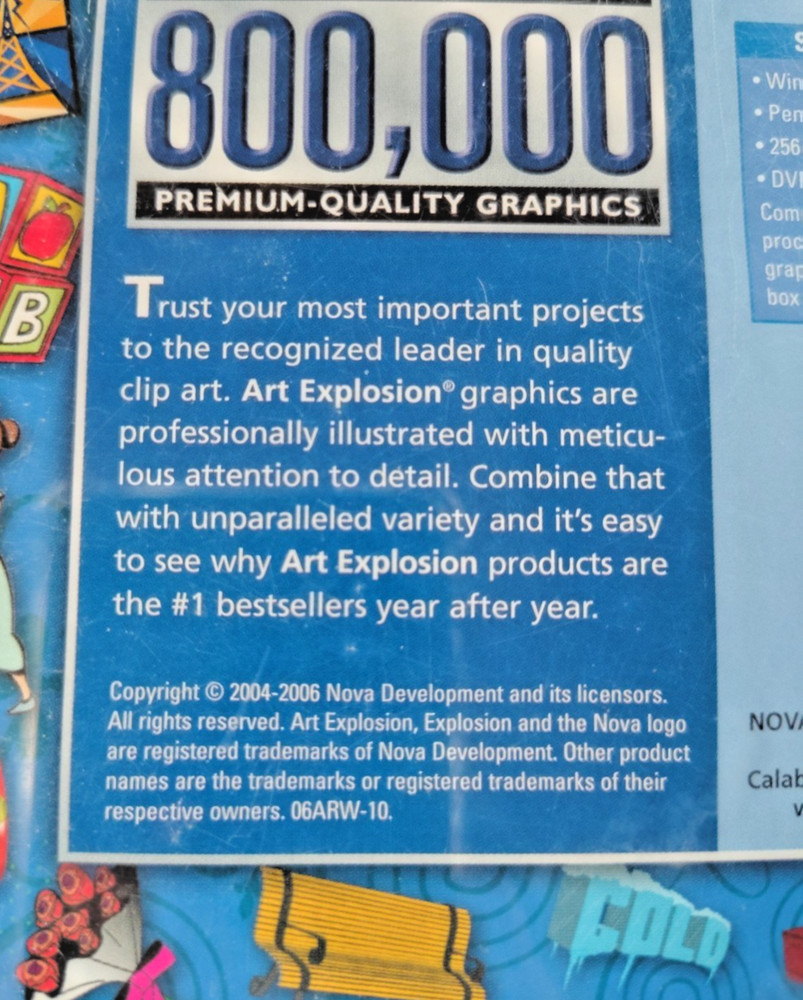 800,000
PREMIUM-QUALITY GRAPHICS
Trust your most important projects
to the recognized leader in quality
clip art. Art Explosion® graphics are
professionally illustrated with meticu-
lous attention to detail. Combine that
with unparalleled variety and it's easy
to see why Art Explosion products are
the #1 bestsellers year after year.
Copyright © 2004-2006 Nova Development and its licensors.
All rights reserved. Art Explosion, Explosion and the Nova logo
are registered trademarks of Nova Development. Other product
names are the trademarks or registered trademarks of their
respective owners. 06ARW-10.
B
COLD
• 256